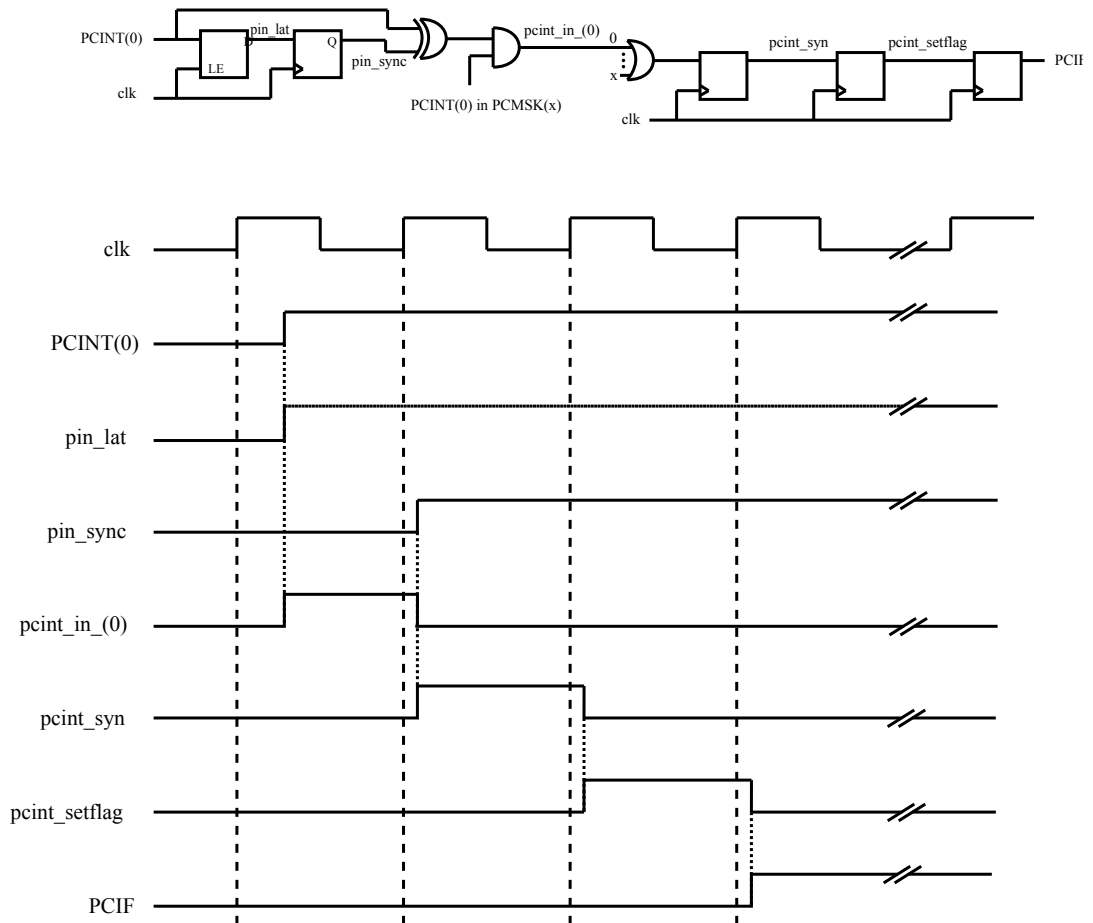 PCINT(0)
pin_lat
D
Q
LE
pin_sync
clk
pcint_in_(0)
0
x
PCINT(0) in PCMSK(x)
pcint_syn
pcint_setflag
clk
clk
PCINT(0)
pin_lat
pin_sync
pcint_in_(0)
pcint_syn
pcint_setflag
PCIF